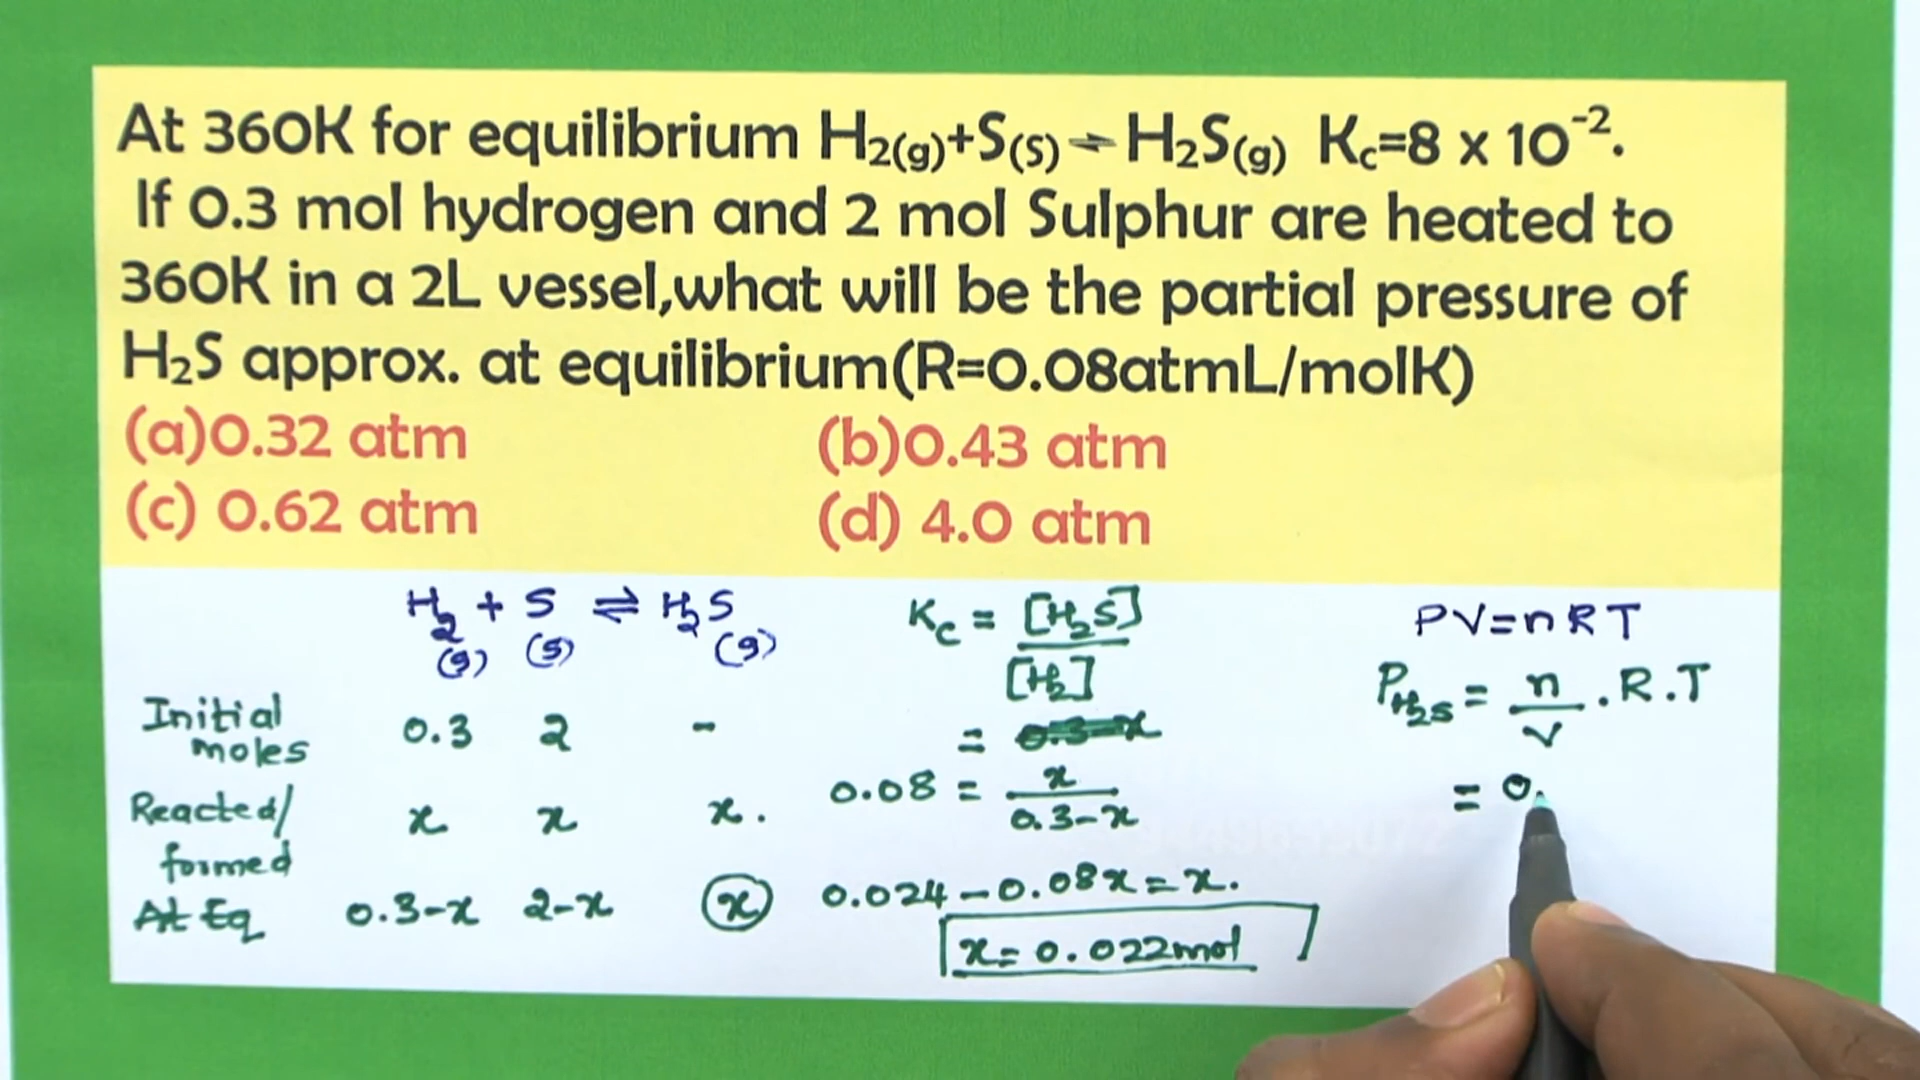 At 360K for equilibrium H₂(g)+S(s) ⇌ H₂S(g) Kc=8 x 10⁻².
If 0.3 mol hydrogen and 2 mol Sulphur are heated to
360K in a 2L vessel,what will be the partial pressure of
H₂S approx. at equilibrium(R=0.08atmL/molK)
(a)0.32 atm (b)0.43 atm
(c) 0.62 atm (d) 4.0 atm
H₂ + S ⇌ H₂S
(g) (s) (g)
Initial moles 0.3 2 -
Reacted/ formed x x x.
At Eq 0.3-x 2-x x
Kc = [H₂S]
[H₂]
= 0.3-x
0.08 = x
0.3-x
0.024-0.08x=x.
x=0.022mol
PV=nRT
P H₂S = n .R.T
V
= 0.